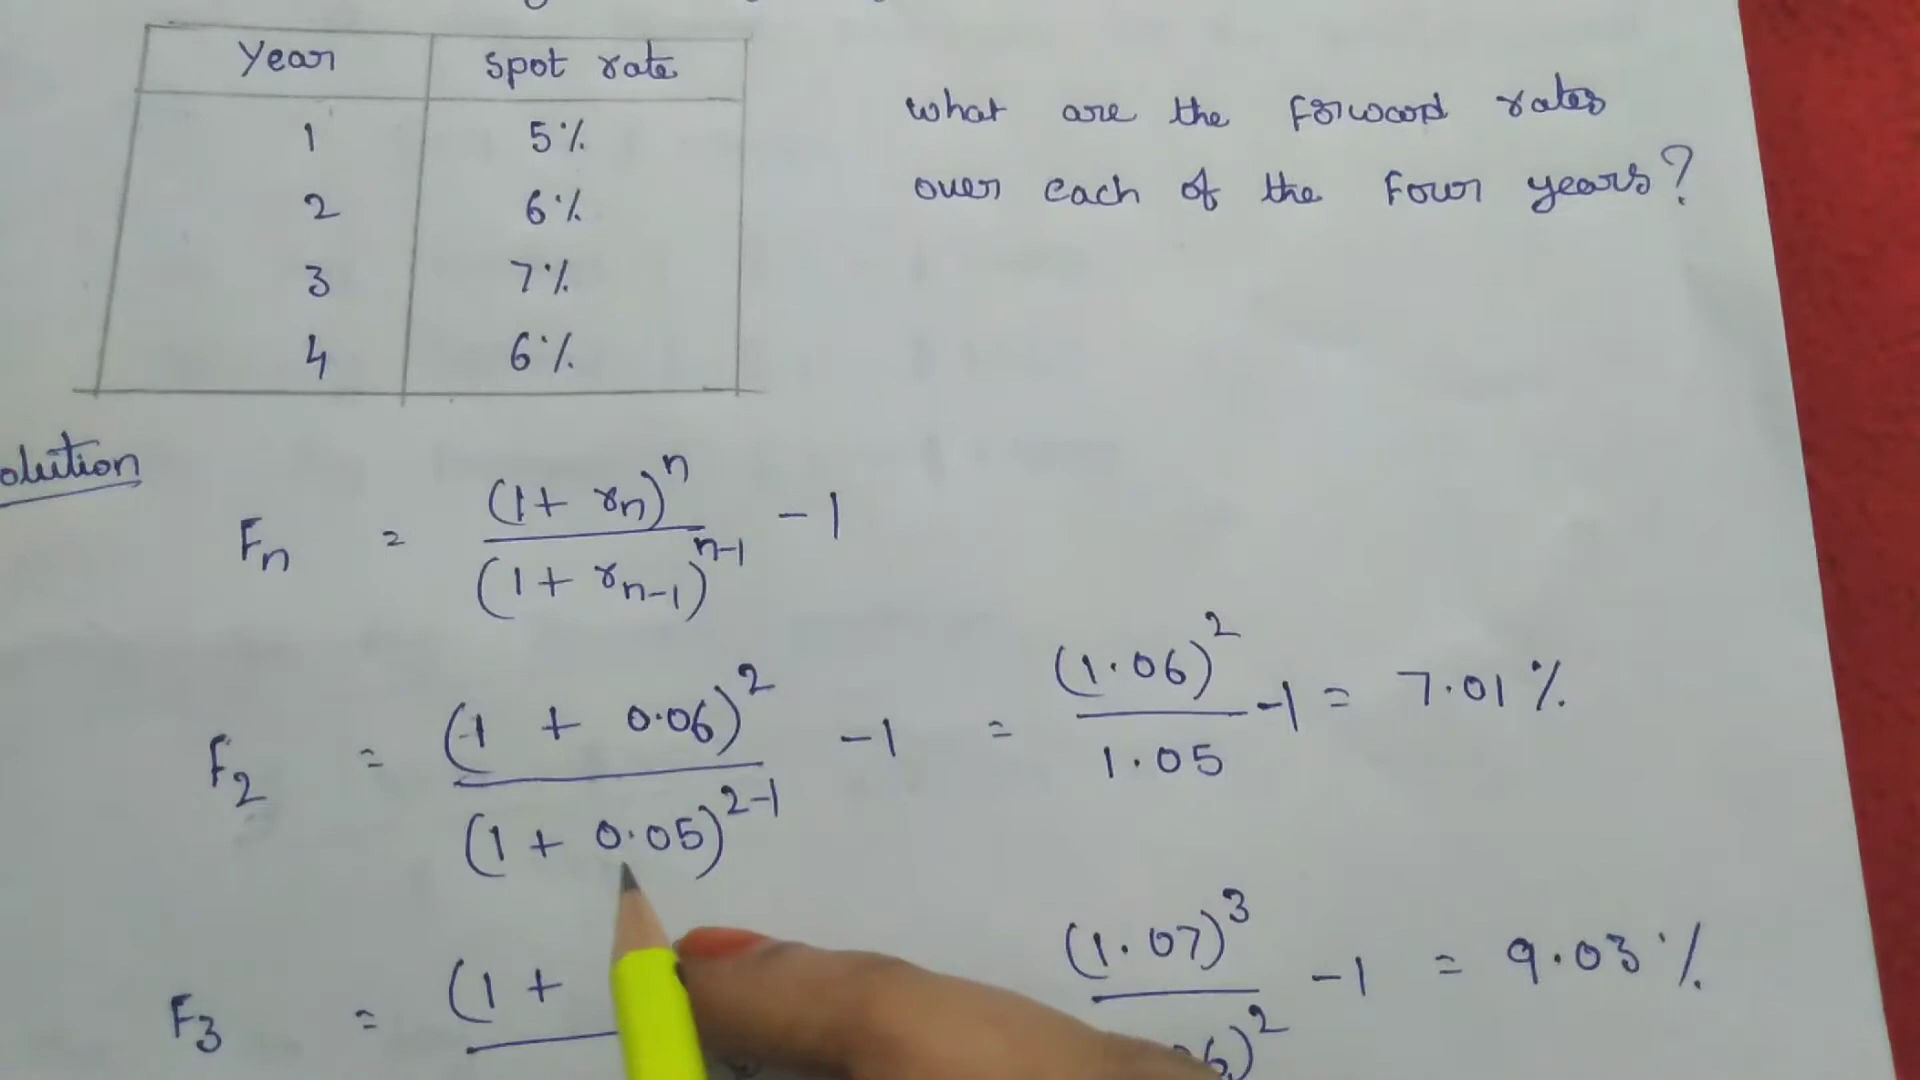 Year spot rate
1 5%
2 6%
3 7%
4 6%
what are the Forward rates
over each of the Four years?
olution
Fn = (1 + rn)^n / (1 + rn-1)^n-1 - 1
F2 = (1 + 0.06)^2 / (1 + 0.05)^2-1 - 1 = (1.06)^2 / 1.05 - 1 = 7.01%
F3 = (1 + (1.07)^3 / 06)^2 - 1 = 9.03%